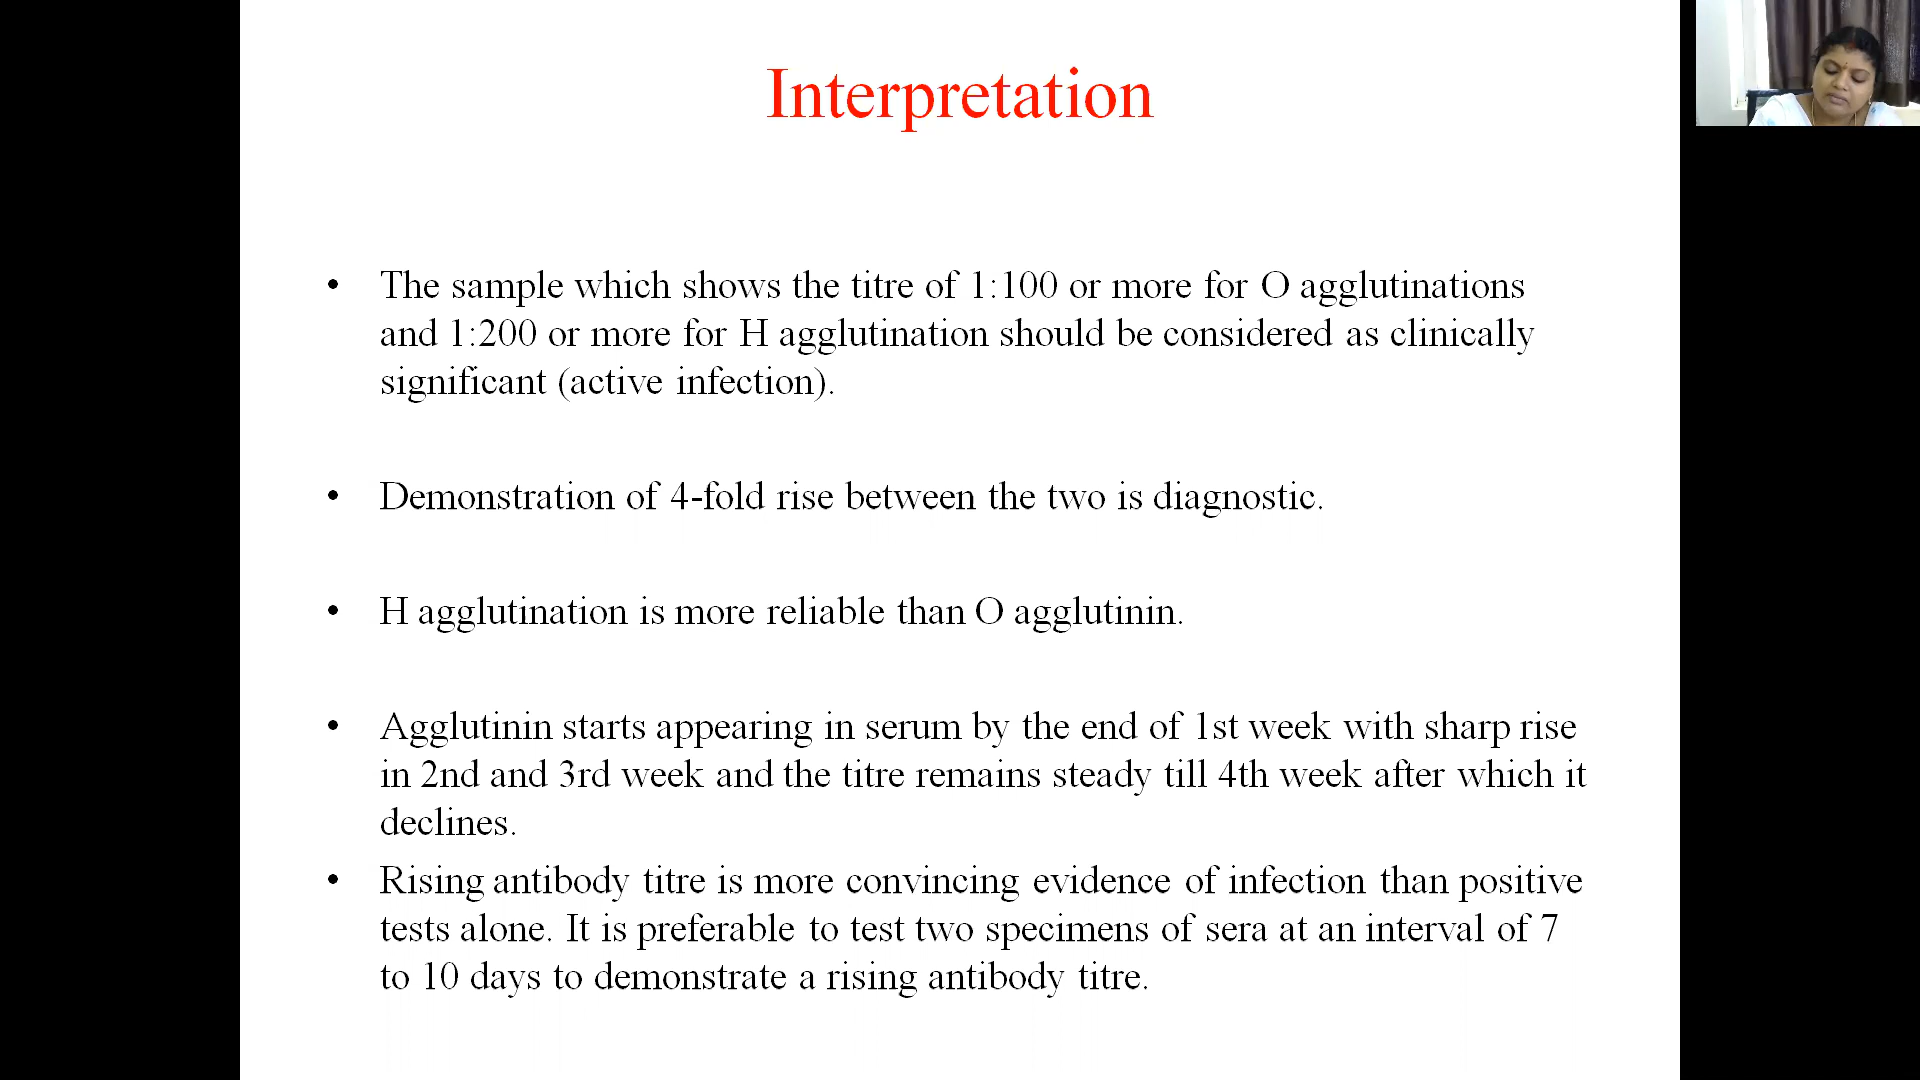 Interpretation
• The sample which shows the titre of 1:100 or more for O agglutinations
and 1:200 or more for H agglutination should be considered as clinically
significant (active infection).
• Demonstration of 4-fold rise between the two is diagnostic.
• H agglutination is more reliable than O agglutinin.
• Agglutinin starts appearing in serum by the end of 1st week with sharp rise
in 2nd and 3rd week and the titre remains steady till 4th week after which it
declines.
• Rising antibody titre is more convincing evidence of infection than positive
tests alone. It is preferable to test two specimens of sera at an interval of 7
to 10 days to demonstrate a rising antibody titre.